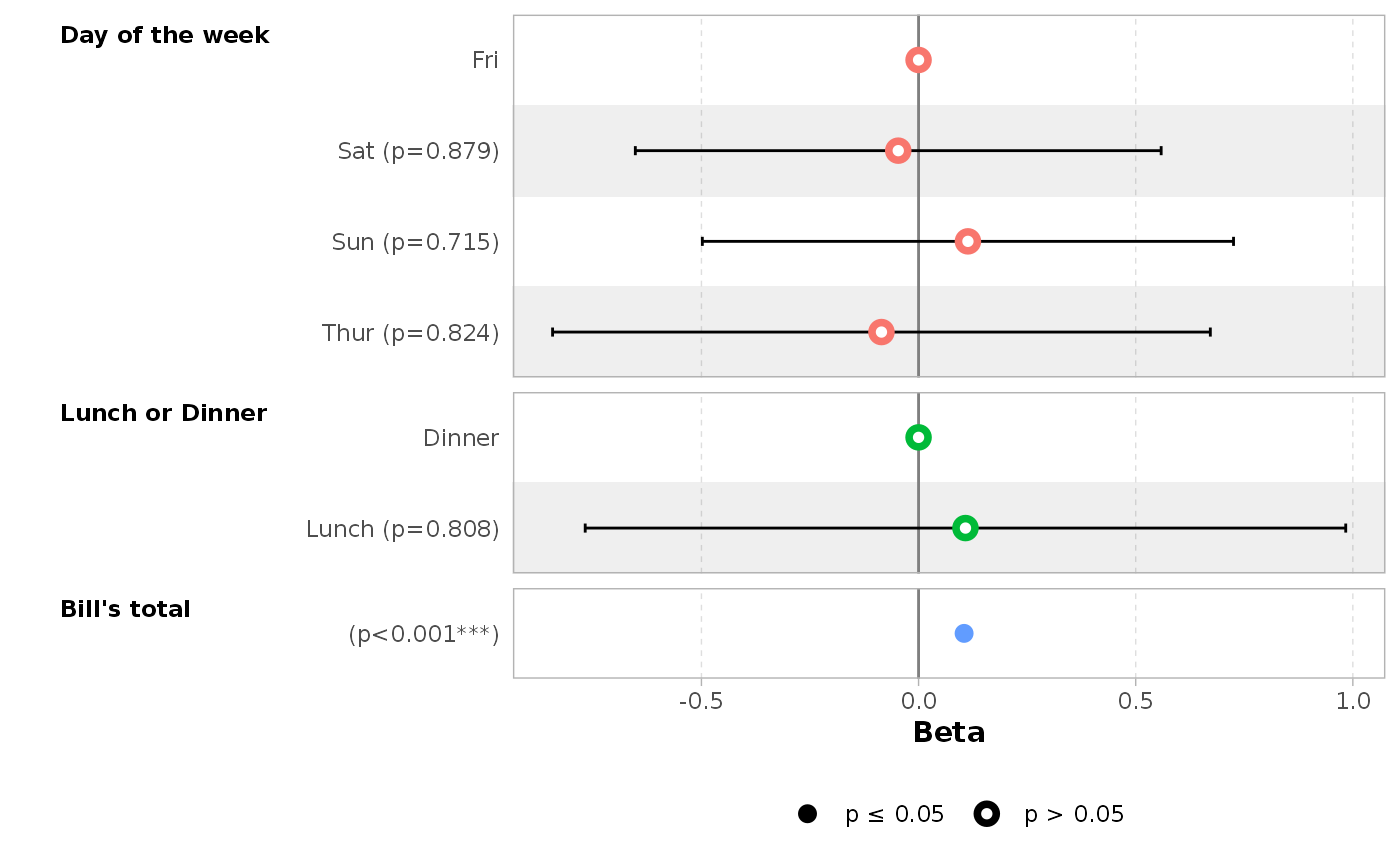 Day of the week
Fri
Sat (p=0.879)
Sun (p=0.715)
Thur (p=0.824)
Lunch or Dinner
Dinner
Lunch (p=0.808)
Bill's total
(p<0.001***)
-0.5 0.0 0.5 1.0
Beta
p ≤ 0.05 p > 0.05